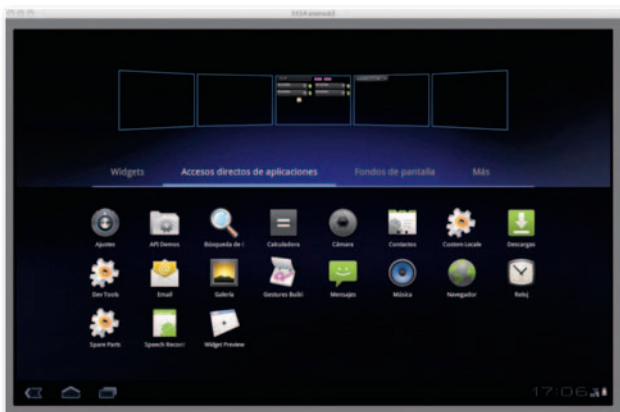 Widgets Accesos directos de aplicaciones Fondos de pantalla Más
Ajustes API Demos Búsqueda de Calculadora Cámara Contactos Custom Locale Descargas
Dev Tools Email Galería Gestures Build Mensajes Música Navegador Reloj
Spare Parts Speech Recor Widget Preview
17:06